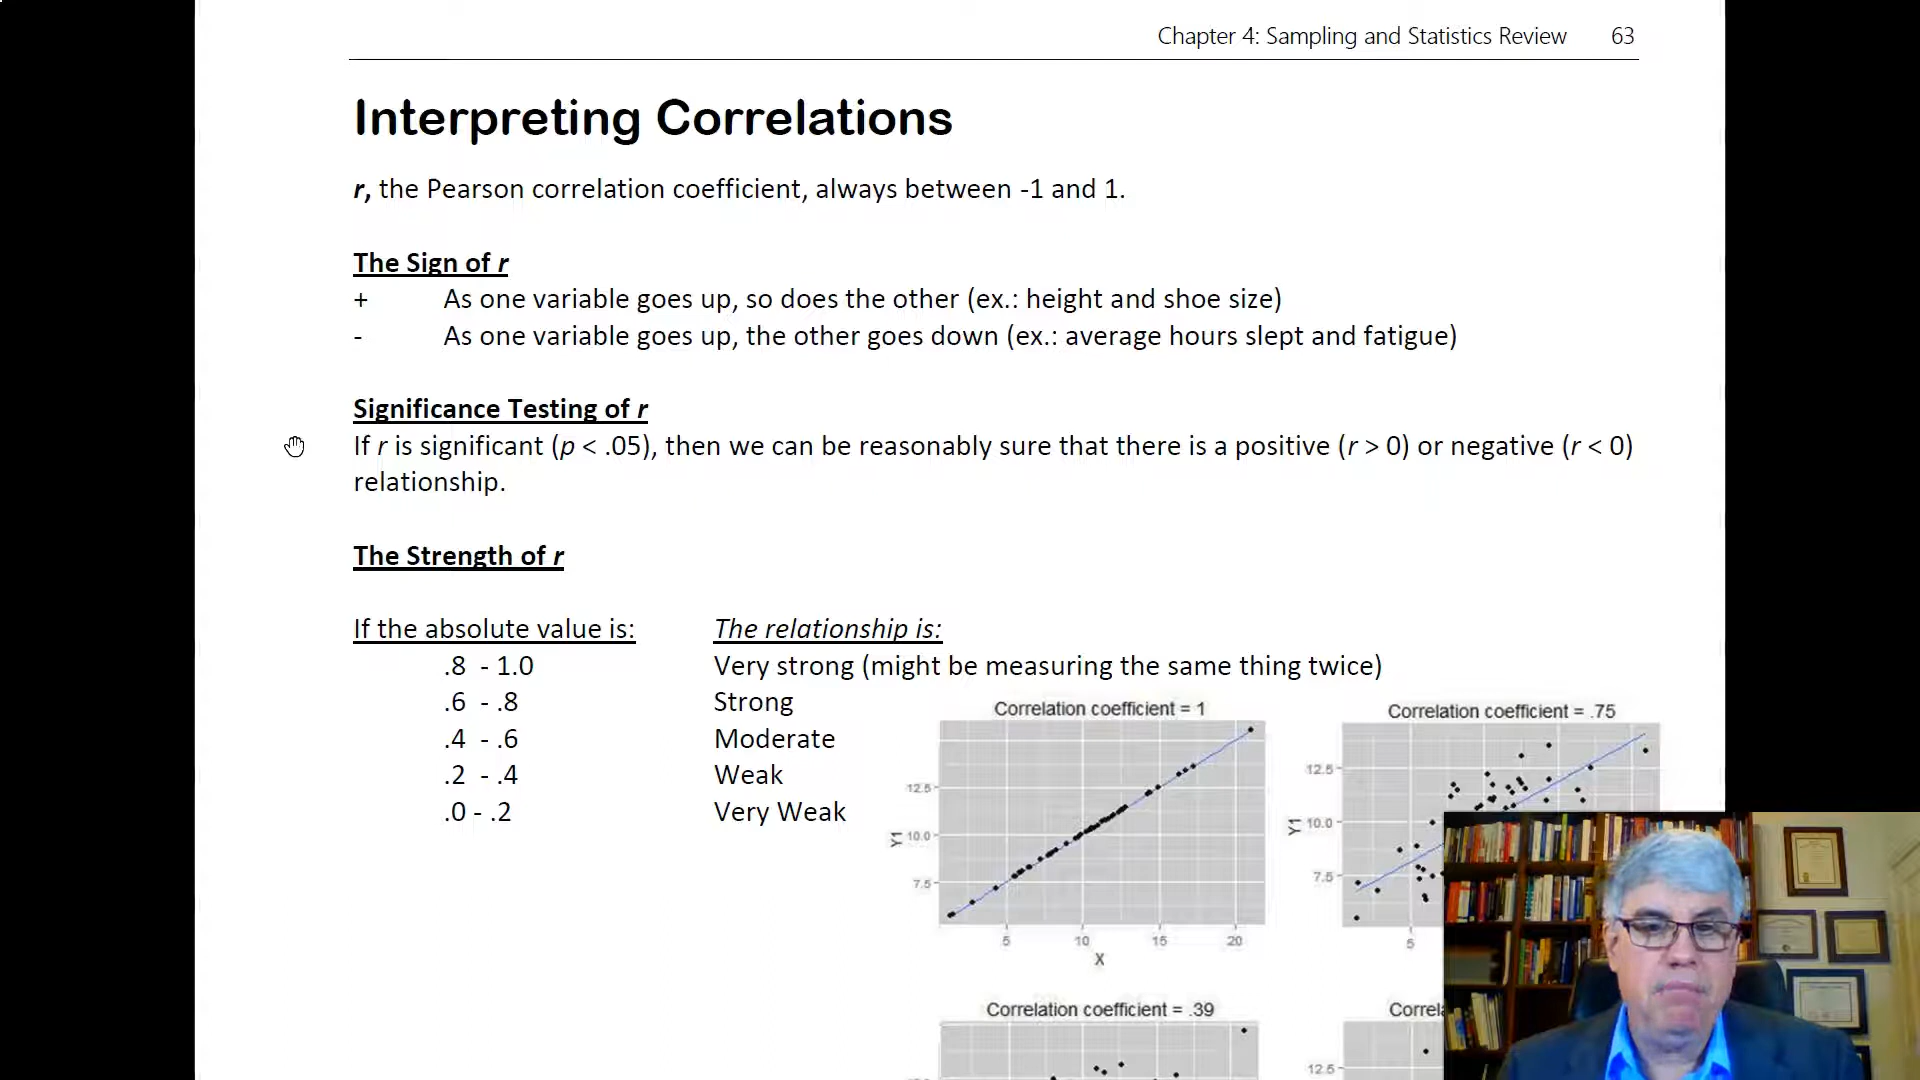 Chapter 4: Sampling and Statistics Review 63
Interpreting Correlations
r, the Pearson correlation coefficient, always between -1 and 1.
The Sign of r
+ As one variable goes up, so does the other (ex.: height and shoe size)
- As one variable goes up, the other goes down (ex.: average hours slept and fatigue)
Significance Testing of r
If r is significant (p < .05), then we can be reasonably sure that there is a positive (r > 0) or negative (r < 0)
relationship.
The Strength of r
If the absolute value is: The relationship is:
.8 - 1.0 Very strong (might be measuring the same thing twice)
.6 - .8 Strong
.4 - .6 Moderate
.2 - .4 Weak
.0 - .2 Very Weak
Correlation coefficient = 1
12.5
10.0
7.5
Y1
5 10 15 20
X
Correlation coefficient = .75
12.5
10.0
7.5
Y1
5
Correlation coefficient = .39
Correla
12.5